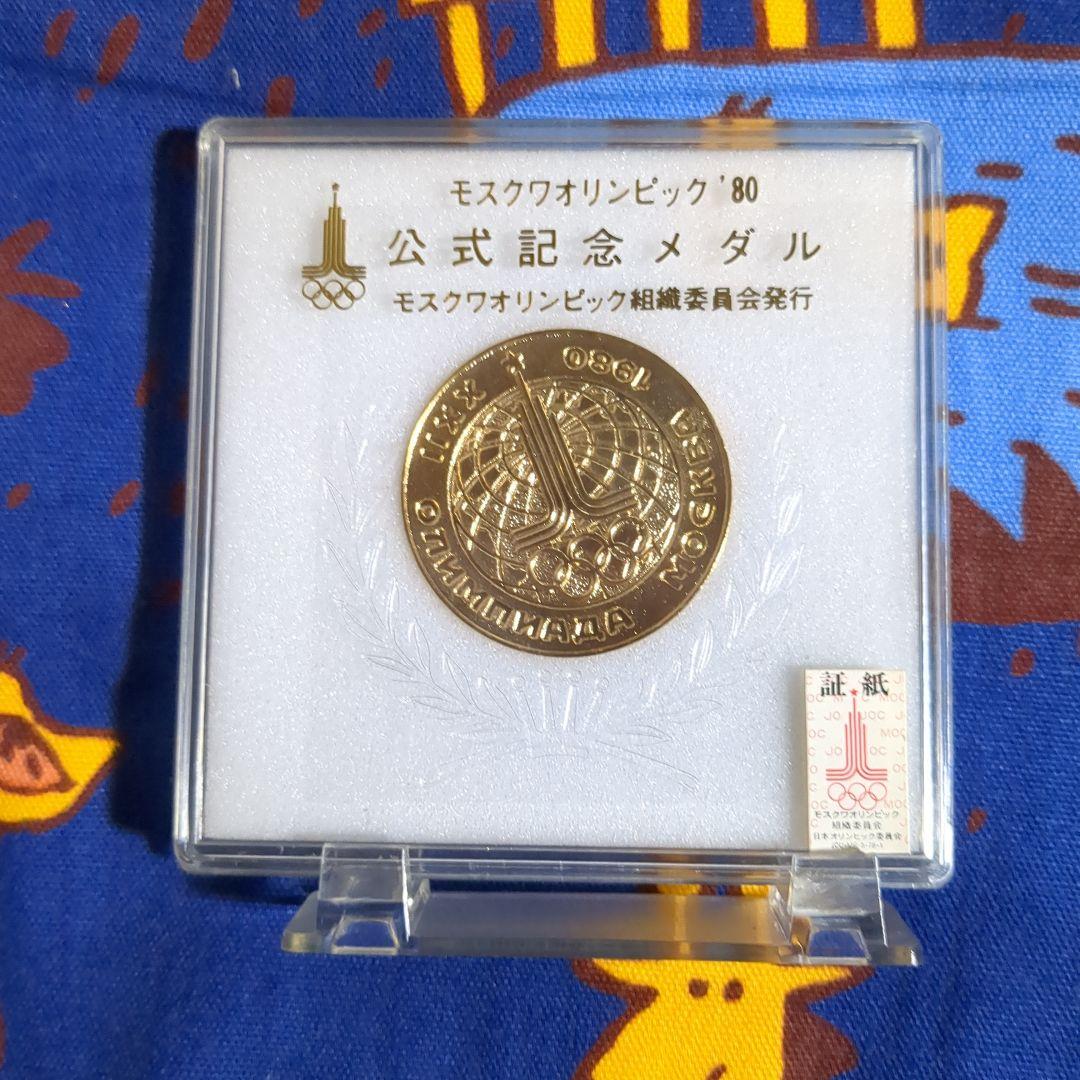 モスクワオリンピック '80
公式記念メダル
モスクワオリンピック組織委員会発行
1980
XXII
ОЛИМПИАДА
МОСКВА
証紙
モスクワオリンピック
組織委員会
日本オリンピック委員会